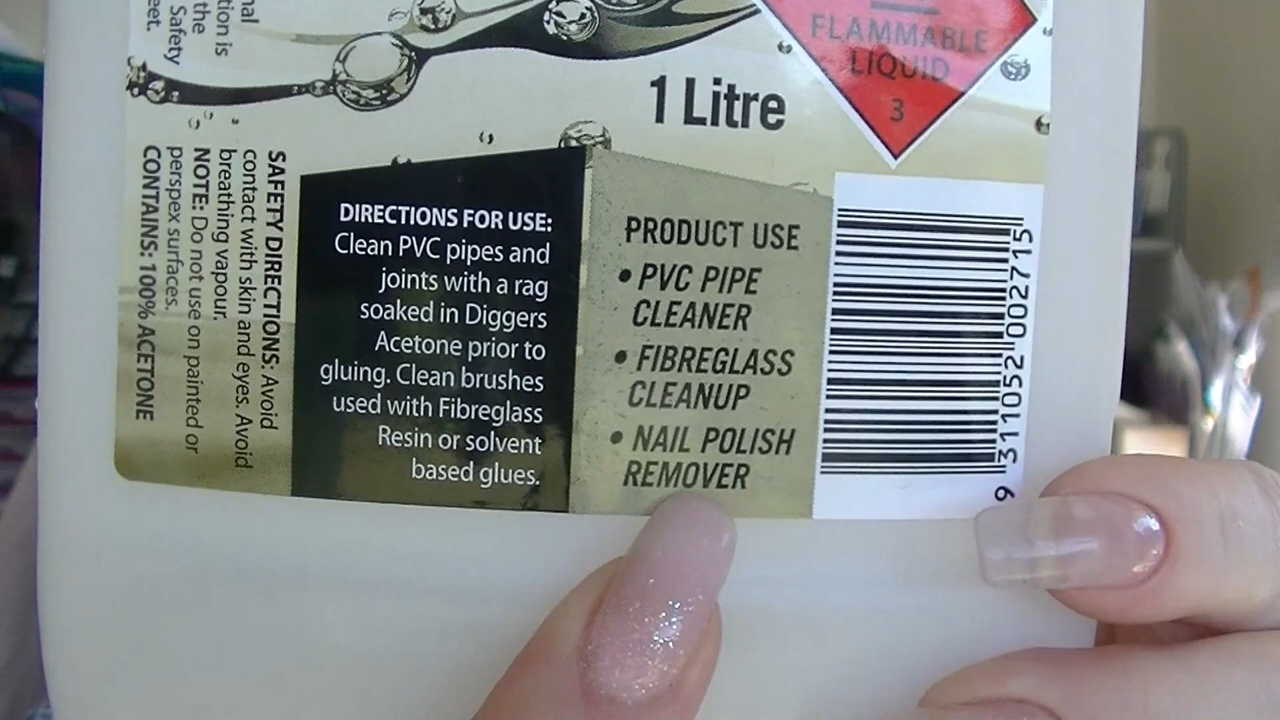 nal
tion is
the
Safety
eet.
FLAMMABLE
LIQUID
3
1 Litre
SAFETY DIRECTIONS: Avoid
contact with skin and eyes. Avoid
breathing vapour.
NOTE: Do not use on painted or
perspex surfaces.
CONTAINS: 100% ACETONE
DIRECTIONS FOR USE:
Clean PVC pipes and
joints with a rag
soaked in Diggers
Acetone prior to
gluing. Clean brushes
used with Fibreglass
Resin or solvent
based glues.
PRODUCT USE
• PVC PIPE
CLEANER
• FIBREGLASS
CLEANUP
• NAIL POLISH
REMOVER
9 311052 002715